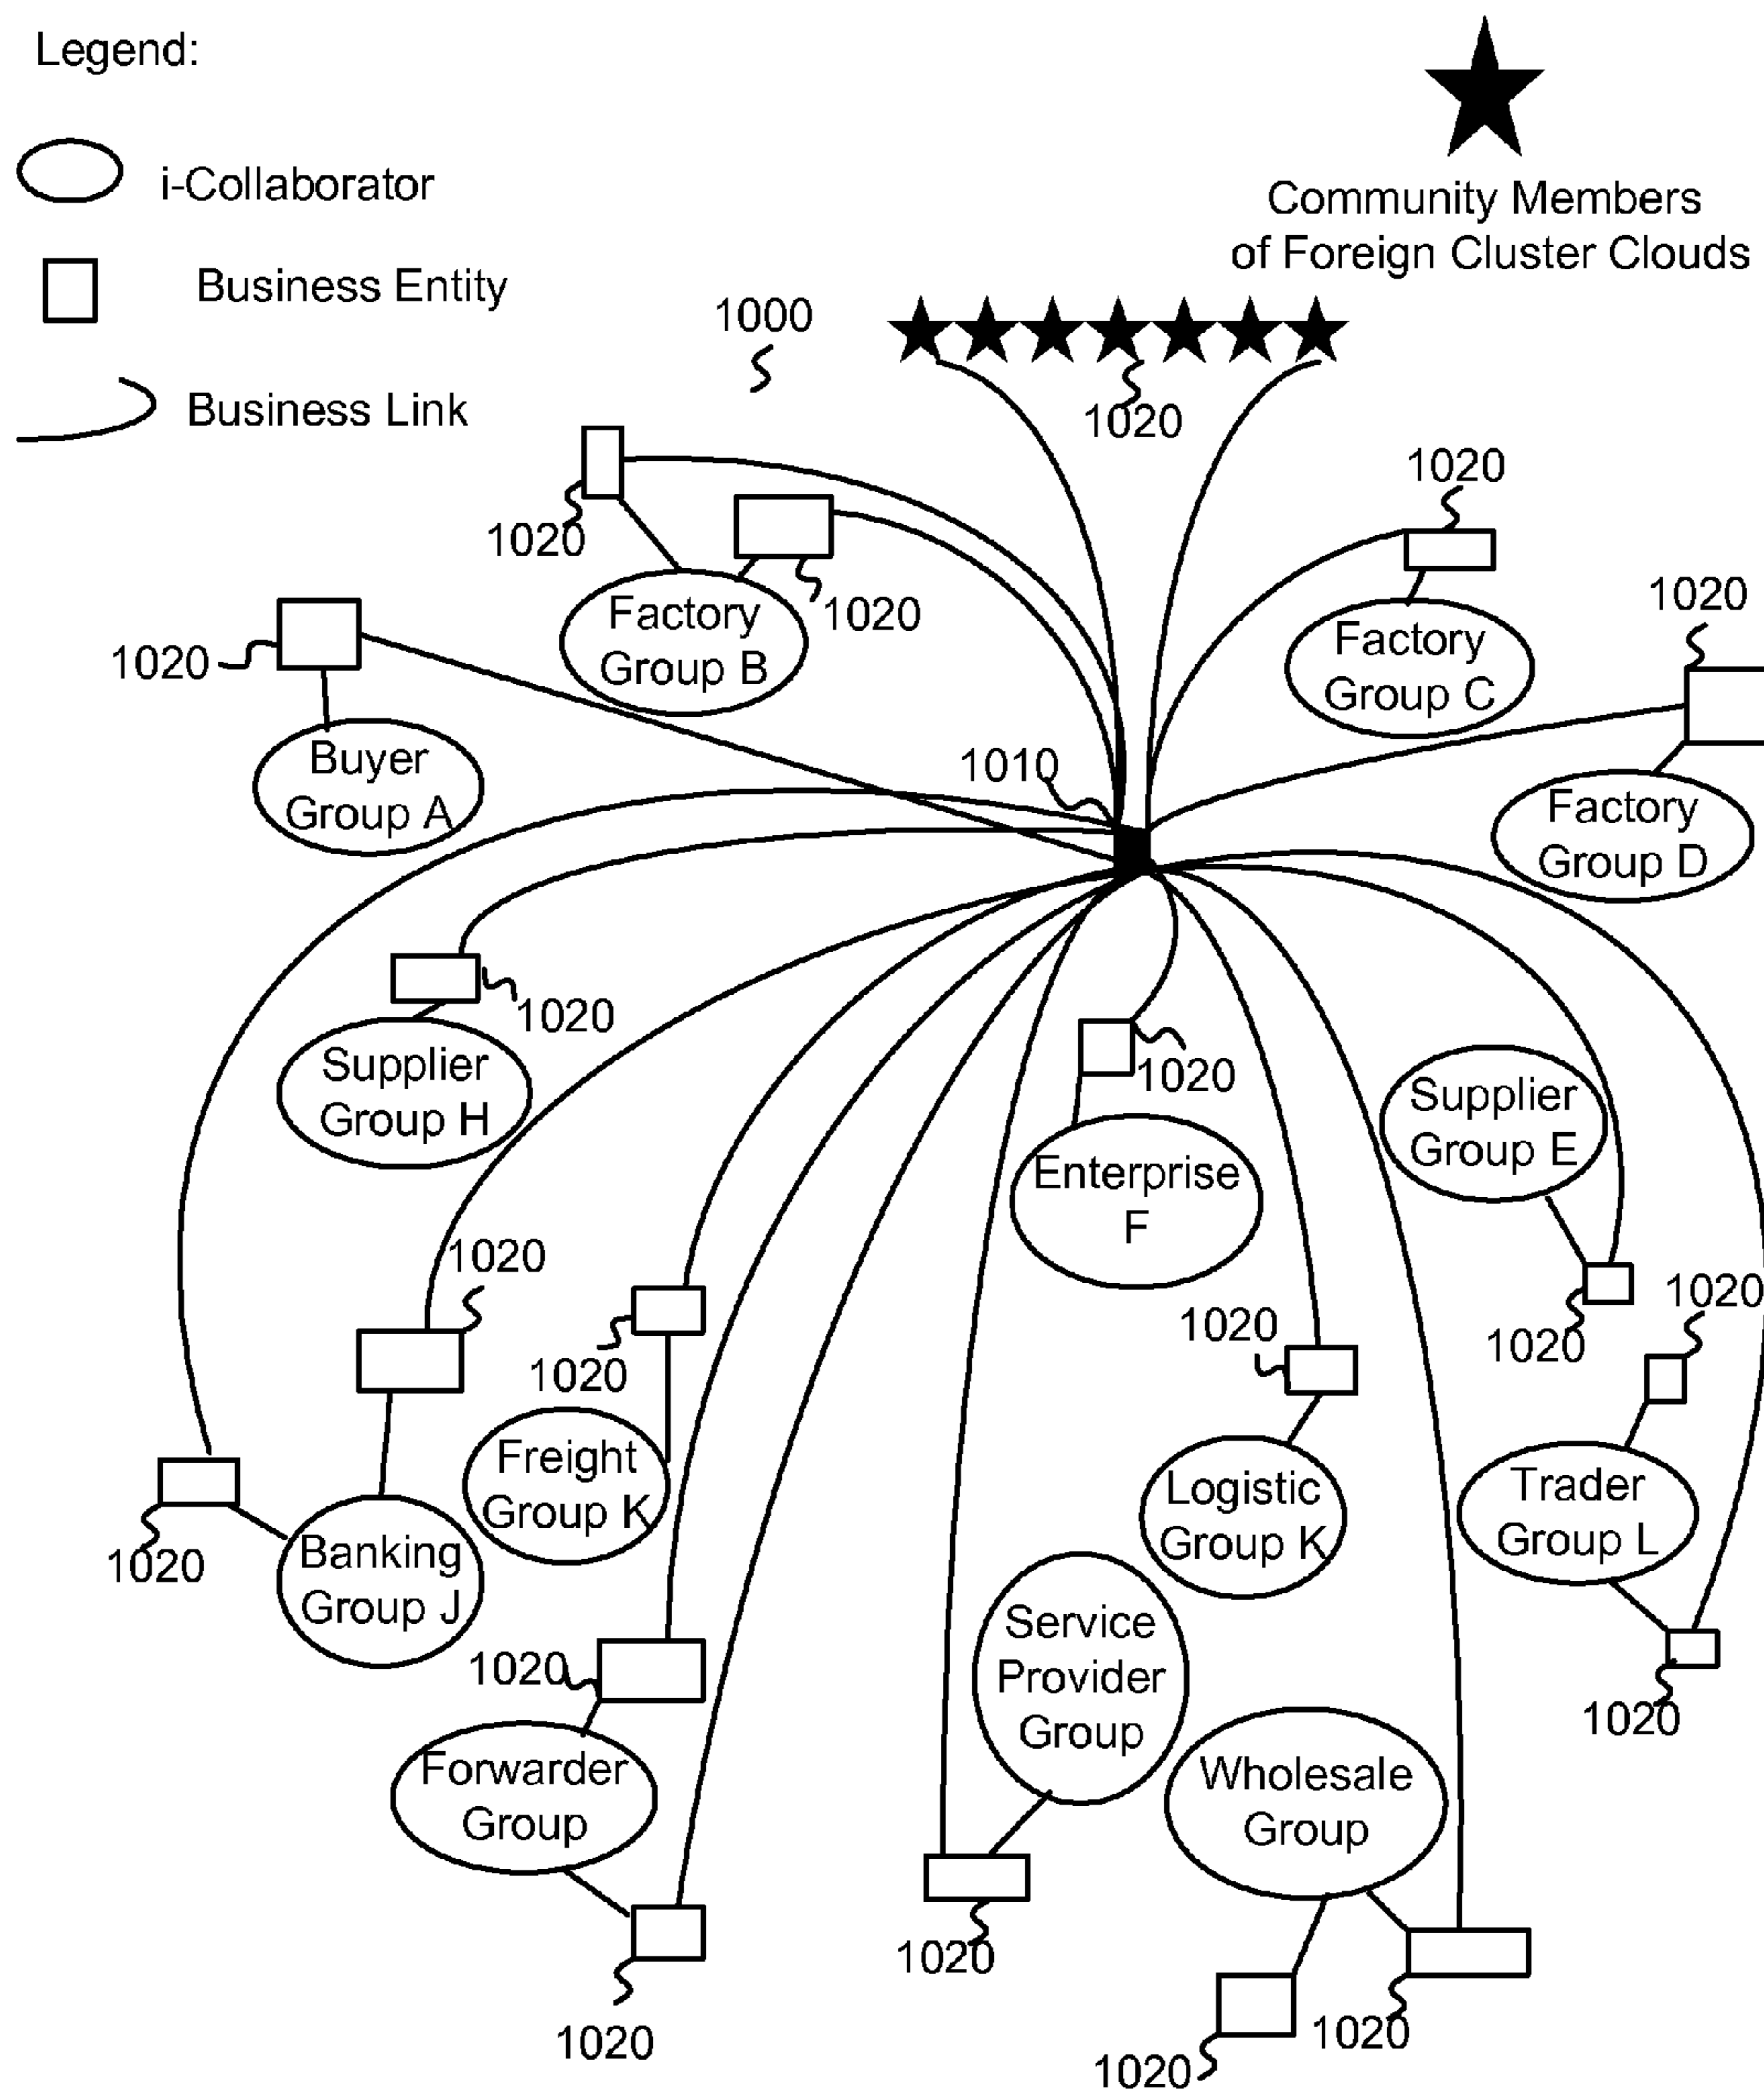 Legend:
i-Collaborator
Business Entity
Business Link
Community Members
of Foreign Cluster Clouds
1000
1020
1020
1020
1020
1020
1020
Factory
Group B
Factory
Group C
Buyer
Group A
1010
Factory
Group D
1020
Supplier
Group H
1020
Enterprise
F
Supplier
Group E
1020
1020
1020
1020
1020
Freight
Group K
Logistic
Group K
Trader
Group L
1020
Banking
Group J
Service
Provider
Group
1020
1020
Forwarder
Group
Wholesale
Group
1020
1020
1020
1020